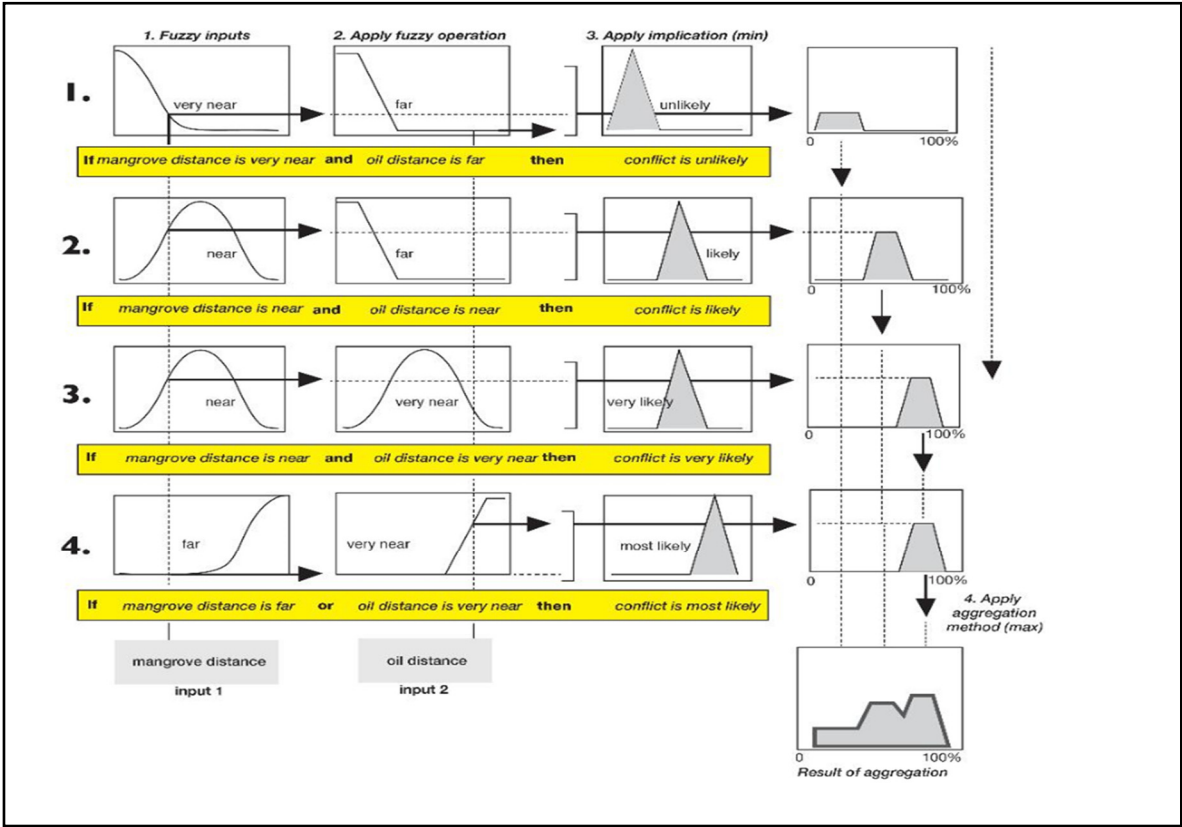 1. Fuzzy inputs 2. Apply fuzzy operation 3. Apply implication (min)
1. very near far unlikely
0 100%
If mangrove distance is very near and oil distance is far then conflict is unlikely
2. near far likely
0 100%
If mangrove distance is near and oil distance is near then conflict is likely
3. near very near very likely
0 100%
If mangrove distance is near and oil distance is very near then conflict is very likely
4. far very near most likely
0 100%
If mangrove distance is far or oil distance is very near then conflict is most likely
4. Apply
aggregation
method (max)
mangrove distance oil distance
input 1 input 2
0 100%
Result of aggregation